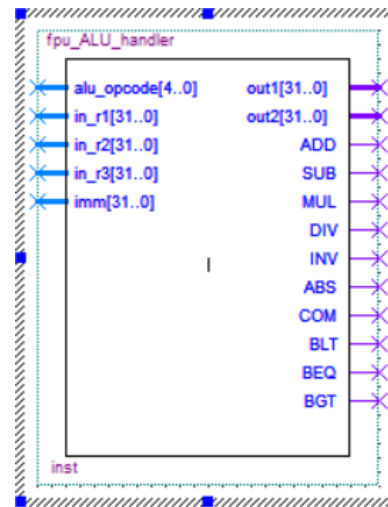 fpu_ALU_handler
alu_opcode[4..0] out1[31..0]
in_r1[31..0] out2[31..0]
in_r2[31..0] ADD
in_r3[31..0] SUB
imm[31..0] MUL
DIV
INV
ABS
COM
BLT
BEQ
BGT
inst